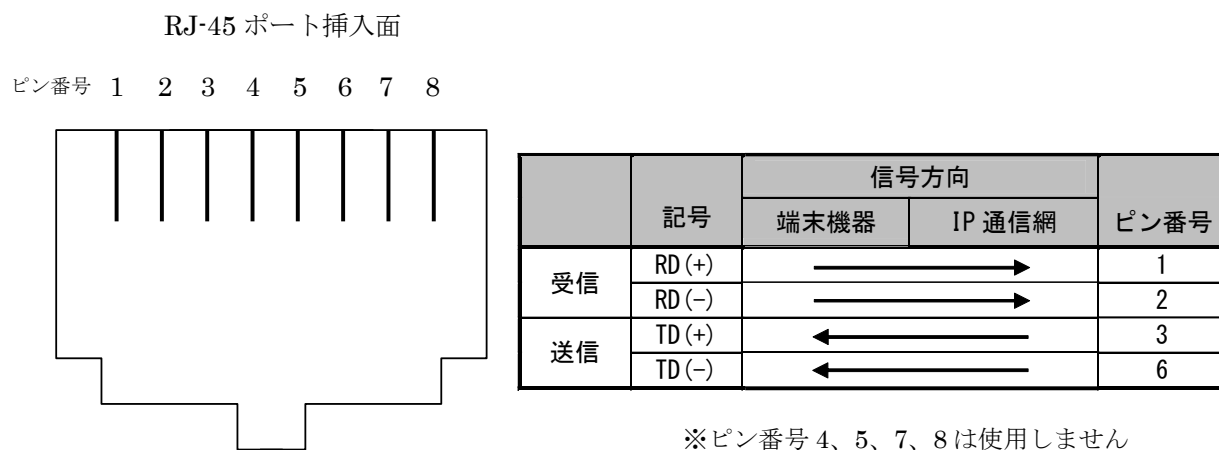 RJ-45 ポート挿入面
ピン番号 1 2 3 4 5 6 7 8
信号方向
記号 端末機器 IP 通信網 ピン番号
受信 RD(+) 1
RD(−) 2
送信 TD(+) 3
TD(−) 6
※ピン番号 4、5、7、8 は使用しません